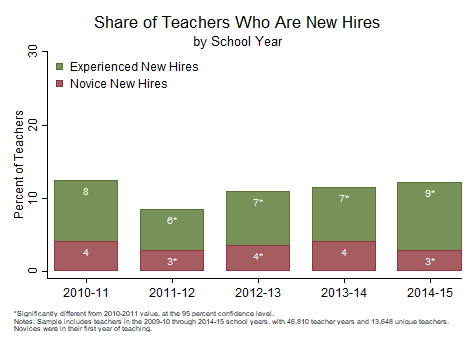 Share of Teachers Who Are New Hires
by School Year
Percent of Teachers
30
20
10
0
Experienced New Hires
Novice New Hires
8
6*
7*
7*
9*
4
3*
4*
4
3*
2010-11
2011-12
2012-13
2013-14
2014-15
*Significantly different from 2010-2011 value, at the 95 percent confidence level.
Notes: Sample includes teachers in the 2009-10 through 2014-15 school years, with 46,810 teacher years and 13,648 unique teachers.
Novices were in their first year of teaching.